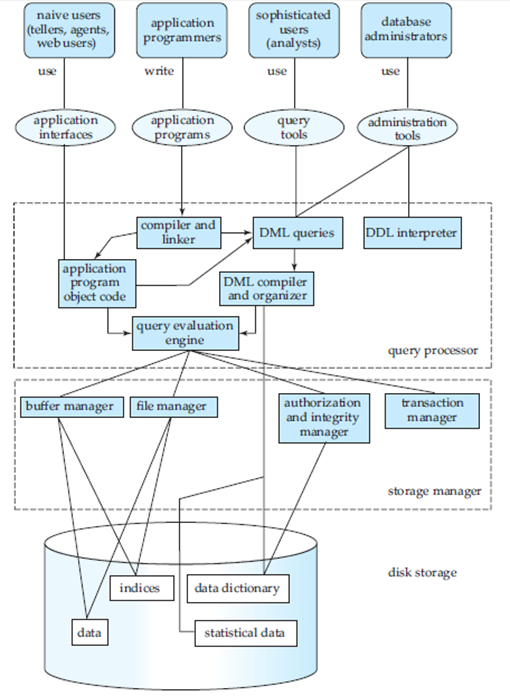 naive users
(tellers, agents,
web users)
application
programmers
sophisticated
users
(analysts)
database
administrators
use
write
use
use
application
interfaces
application
programs
query
tools
administration
tools
compiler and
linker
DML queries
DDL interpreter
application
program
object code
DML compiler
and organizer
query evaluation
engine
query processor
buffer manager
file manager
authorization
and integrity
manager
transaction
manager
storage manager
disk storage
indices
data dictionary
data
statistical data